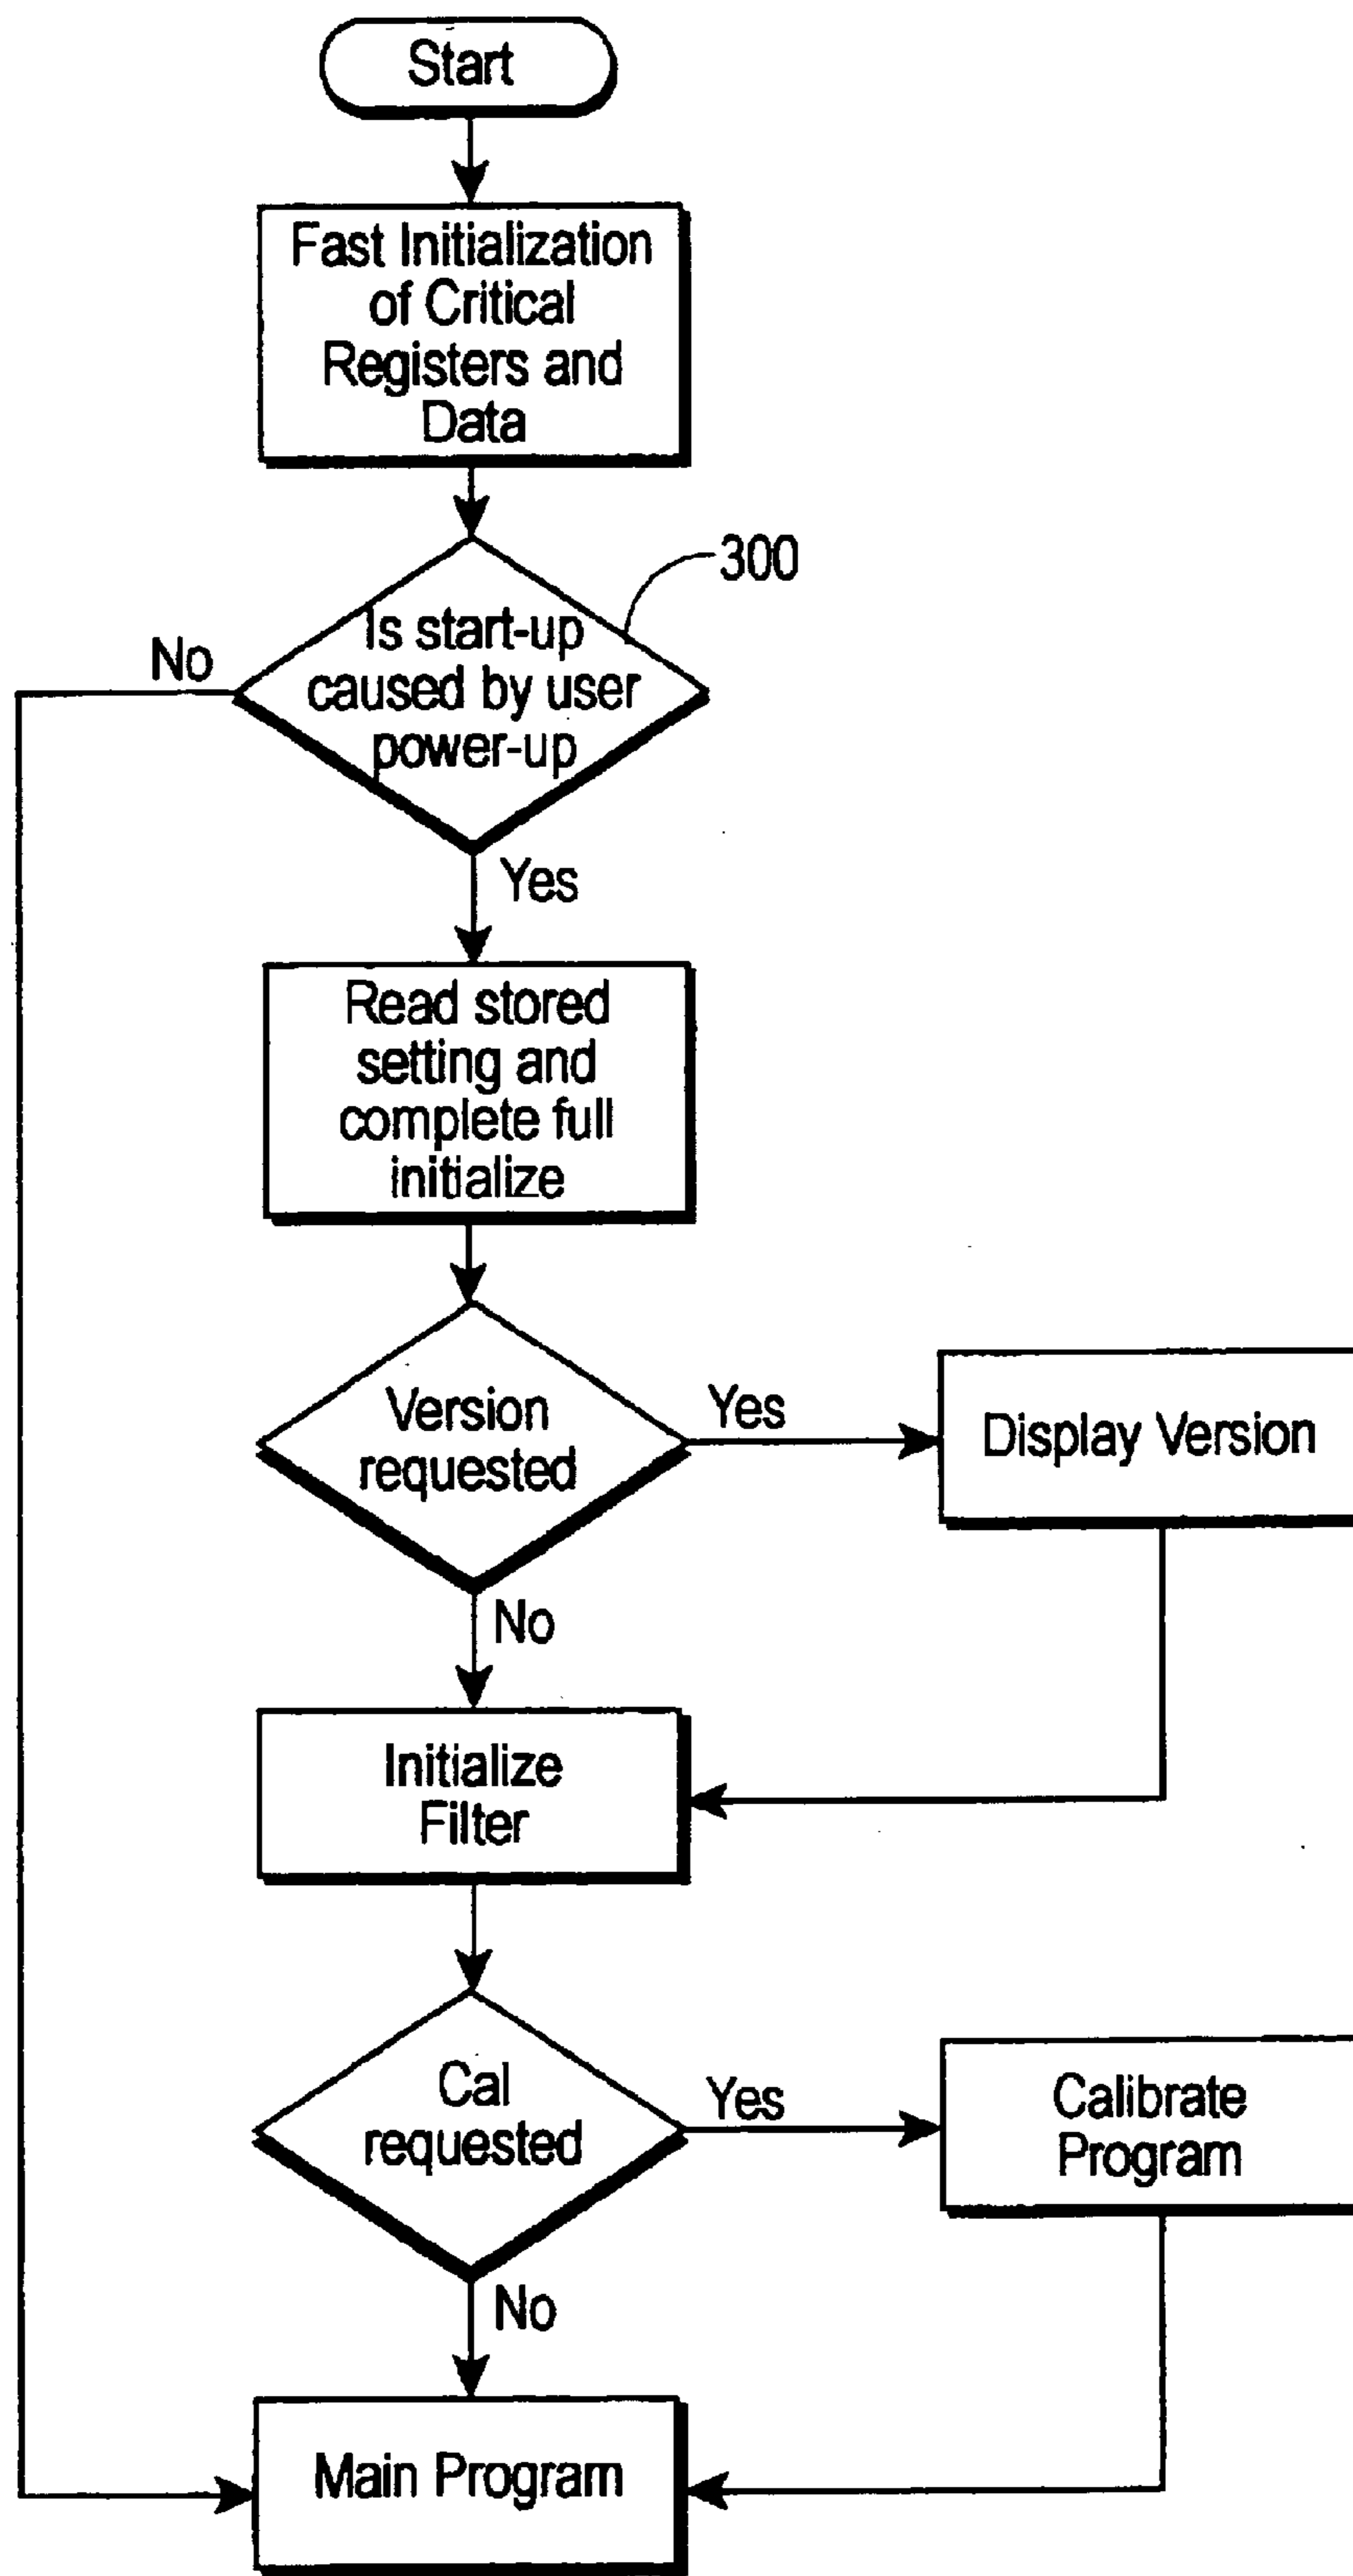 Start
Fast Initialization
of Critical
Registers and
Data
300
Is start-up
caused by user
power-up
No
Yes
Read stored
setting and
complete full
initialize
Version
requested
Yes
Display Version
No
Initialize
Filter
Cal
requested
Yes
Calibrate
Program
No
Main Program